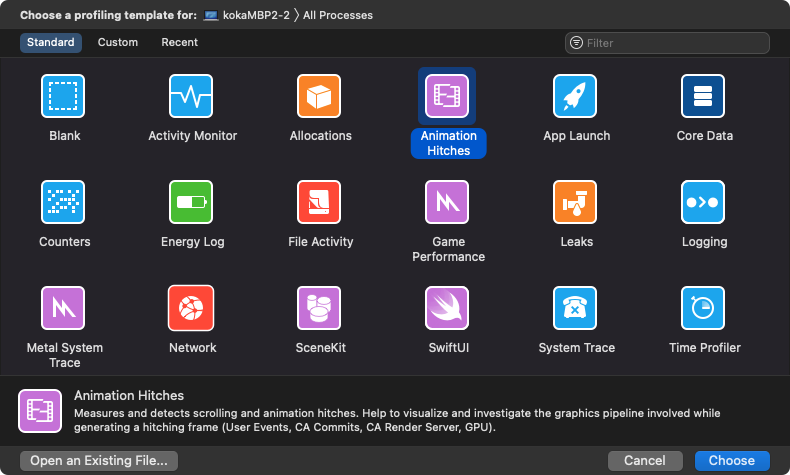 Choose a profiling template for: kokaMBP2-2 〉All Processes
Standard Custom Recent Filter
Blank Activity Monitor Allocations Animation Hitches App Launch Core Data
Counters Energy Log File Activity Game Performance Leaks Logging
Metal System Trace Network SceneKit SwiftUI System Trace Time Profiler
Animation Hitches
Measures and detects scrolling and animation hitches. Help to visualize and investigate the graphics pipeline involved while
generating a hitching frame (User Events, CA Commits, CA Render Server, GPU).
Open an Existing File... Cancel Choose